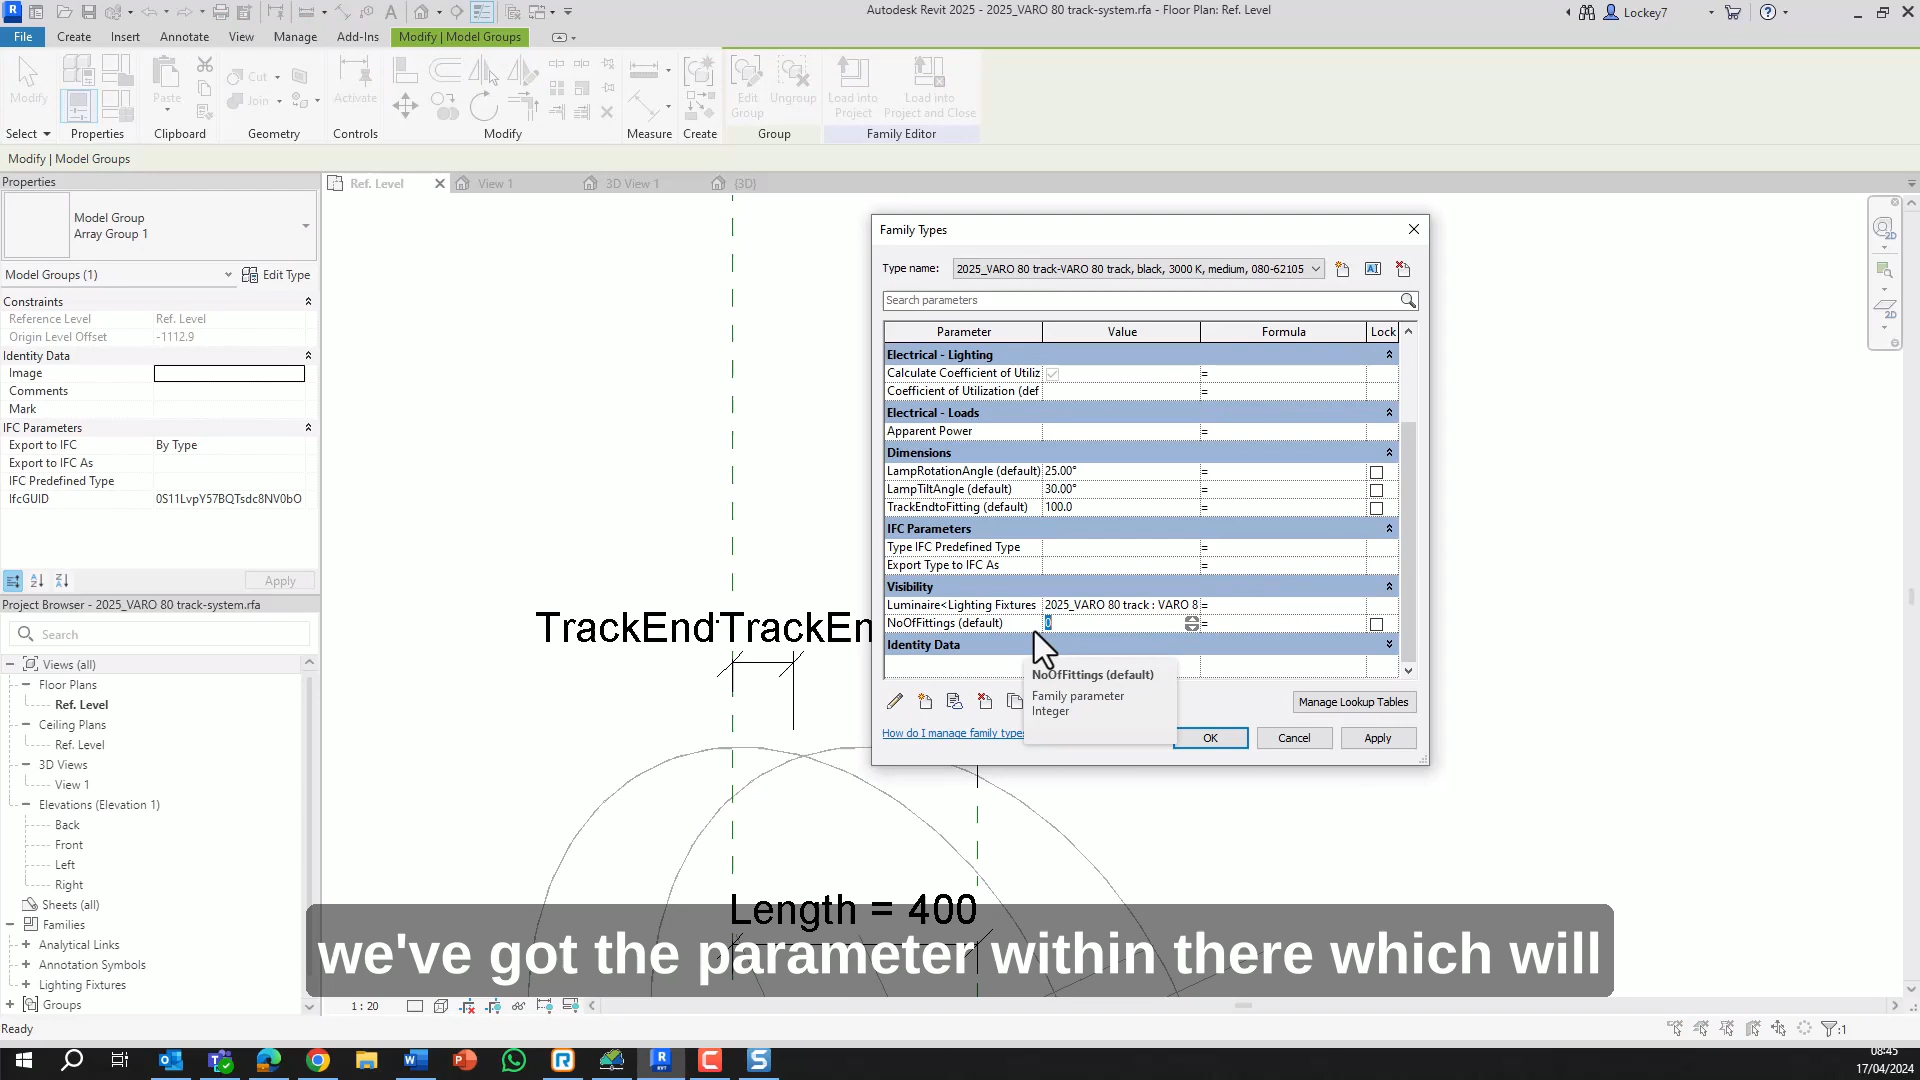 Autodesk Revit 2025 - 2025_VARO 80 track-system.rfa - Floor Plan: Ref. Level
Lockey7
File Create Insert Annotate View Manage Add-Ins Modify | Model Groups
Modify
Paste
Cut
Join
Activate
Edit Group
Ungroup
Load into Project
Load into Project and Close
Select Properties Clipboard Geometry Controls Modify Measure Create Group Family Editor
Modify | Model Groups
Properties
Model Group
Array Group 1
Model Groups (1) Edit Type
Constraints
Reference Level Ref. Level
Origin Level Offset -1112.9
Identity Data
Image
Comments
Mark
IFC Parameters
Export to IFC By Type
Export to IFC As
IFC Predefined Type
IfcGUID 0S11LvpY57BQTsdc8NV0bO
Apply
Project Browser - 2025_VARO 80 track-system.rfa
Search
Views (all)
Floor Plans
Ref. Level
Ceiling Plans
Ref. Level
3D Views
View 1
Elevations (Elevation 1)
Back
Front
Left
Right
Sheets (all)
Families
Analytical Links
Annotation Symbols
Lighting Fixtures
Groups
Ready
Ref. Level View 1 3D View 1 {3D}
TrackEndTrackEn
Length = 400
Family Types
Type name: 2025_VARO 80 track-VARO 80 track, black, 3000 K, medium, 080-62105
Search parameters
Parameter Value Formula Lock
Electrical - Lighting
Calculate Coefficient of Utiliz =
Coefficient of Utilization (def =
Electrical - Loads
Apparent Power =
Dimensions
LampRotationAngle (default) 25.00° =
LampTiltAngle (default) 30.00° =
TrackEndtoFitting (default) 100.0 =
IFC Parameters
Type IFC Predefined Type =
Export Type to IFC As =
Visibility
Luminaire<Lighting Fixtures 2025_VARO 80 track : VARO 8 =
NoOfFittings (default) 0 =
Identity Data
NoOfFittings (default)
Family parameter
Integer
Manage Lookup Tables
How do I manage family types
OK Cancel Apply
we've got the parameter within there which will
1 : 20
:1
2D
2D
08:45
17/04/2024